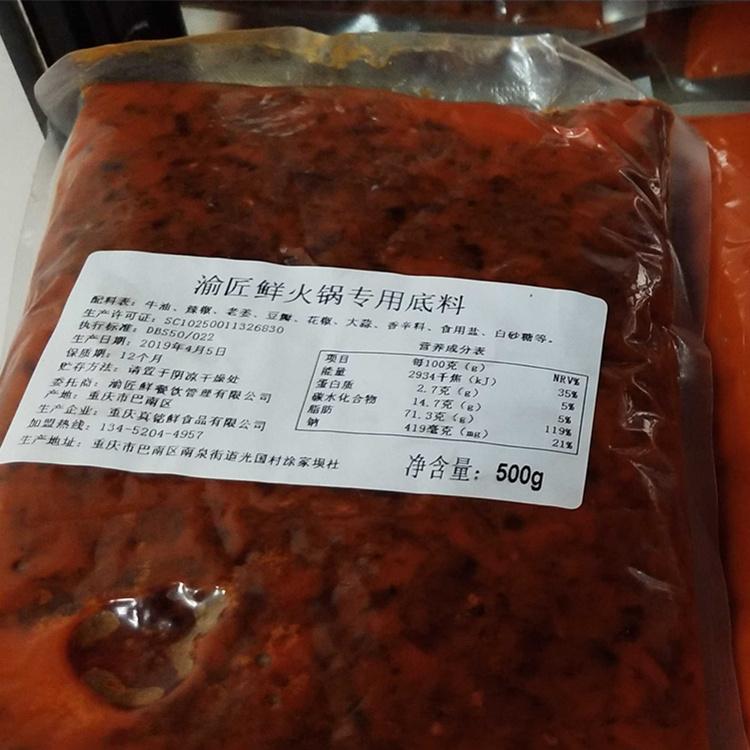 渝匠鲜火锅专用底料
配料表：牛油、辣椒、老姜、豆瓣、花椒、大蒜、香辛料、食用盐、白砂糖等。
生产许可证：SC10250011326830
执行标准：DBS50/022
生产日期：2019年4月5日
保质期：12个月
贮存方法：请置于阴凉干燥处
委托商：渝匠鲜餐饮管理有限公司
产地：重庆市巴南区
生产企业：重庆真铭鲜食品有限公司
加盟热线：134-5204-4957
生产地址：重庆市巴南区南泉街道光国村涂家坝社
营养成分表
项目 每100克（g） NRV%
能量 2934千焦（kJ） 35%
蛋白质 2.7克（g） 5%
碳水化合物 14.7克（g） 5%
脂肪 71.3克（g） 119%
钠 419毫克（mg） 21%
净含量：500g